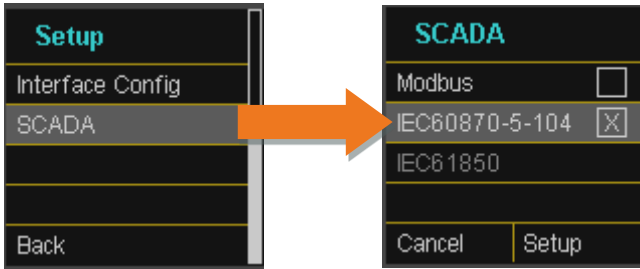 Setup
Interface Config
SCADA
Back
SCADA
Modbus
IEC60870-5-104 X
IEC61850
Cancel Setup